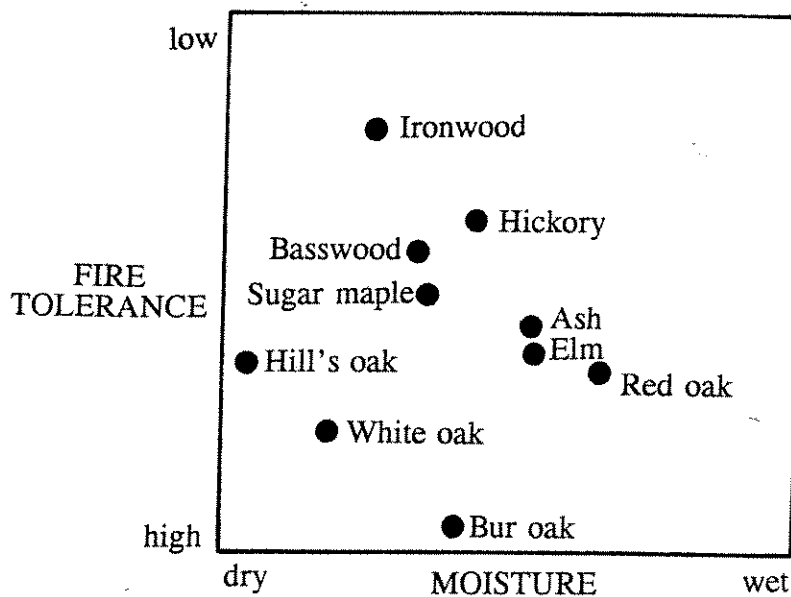 low
Ironwood
Hickory
Basswood
FIRE
TOLERANCE
Sugar maple
Ash
Elm
Hill's oak
Red oak
White oak
Bur oak
high
dry
MOISTURE
wet